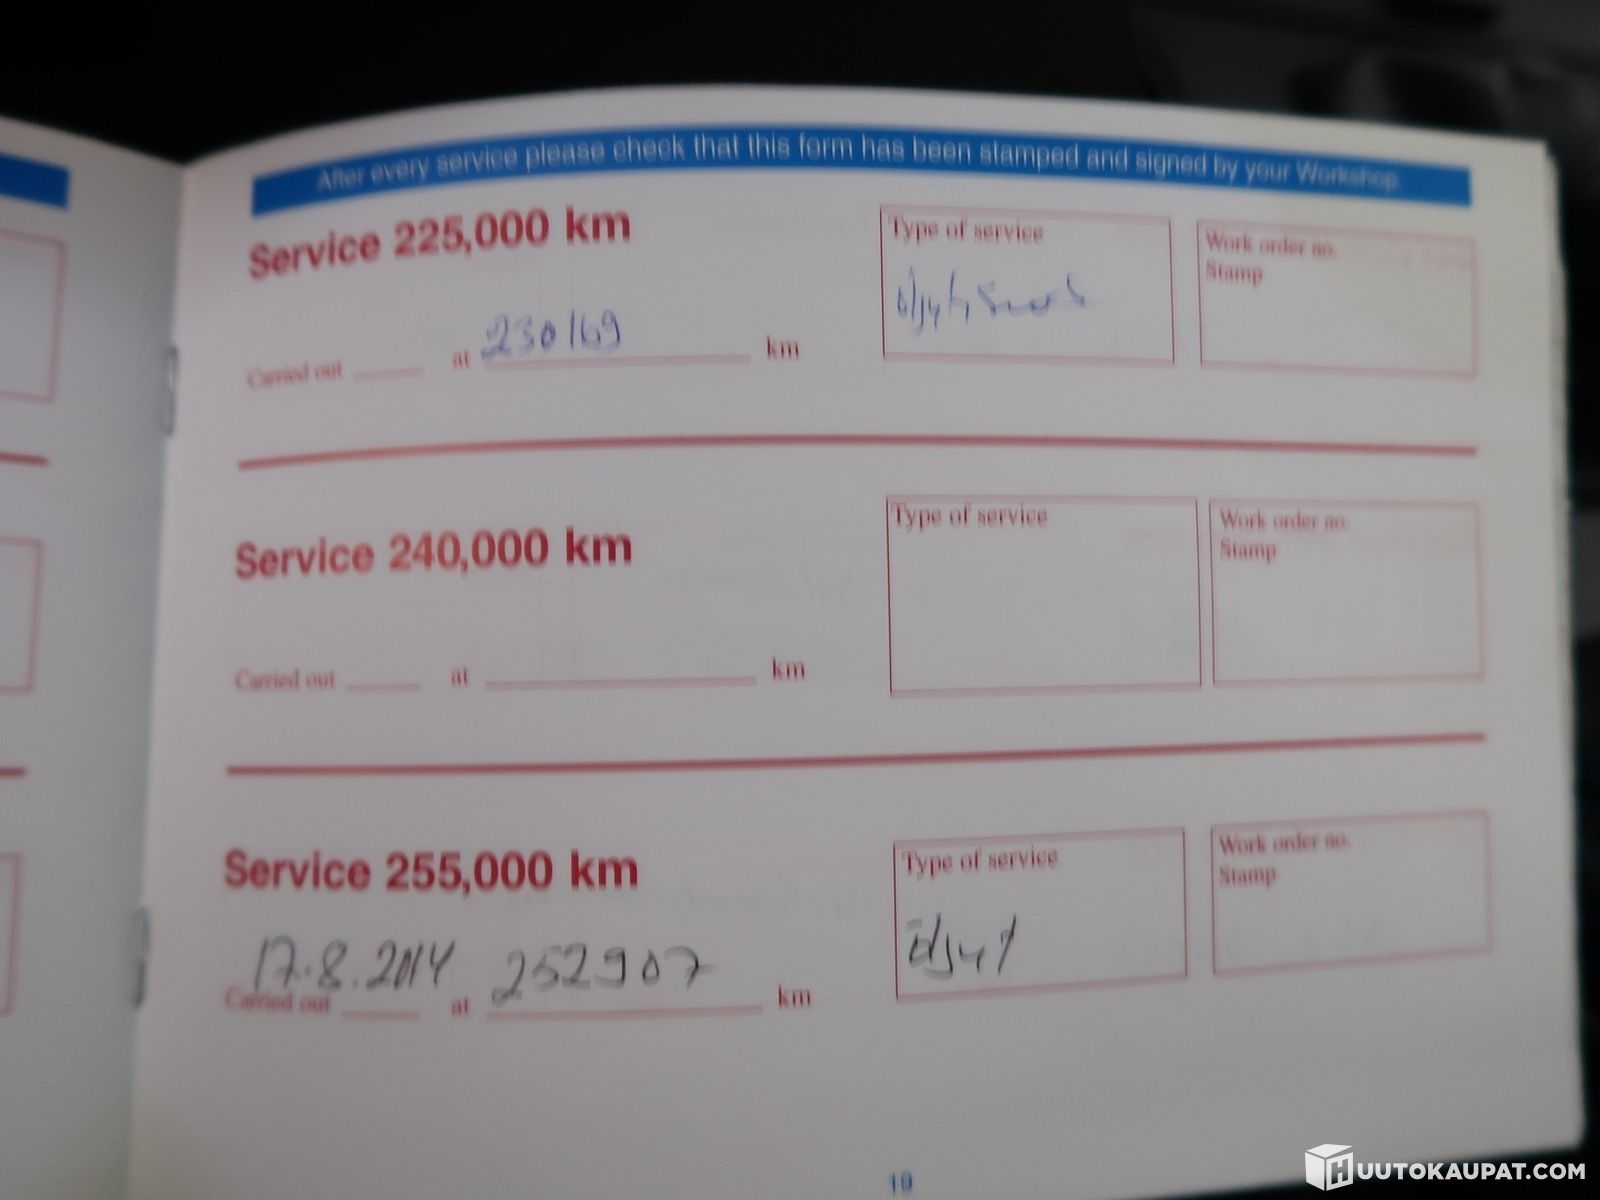 After every service please check that this form has been stamped and signed by your Workshop.
Service 225,000 km
Type of service
Work order no.
Stamp
Carried out at 230169 km
Service 240,000 km
Type of service
Work order no.
Stamp
Carried out at km
Service 255,000 km
Type of service
Work order no.
Stamp
17.8.2014 252907
Öljyt
Carried out at km
19
HUUTOKAUPAT.COM